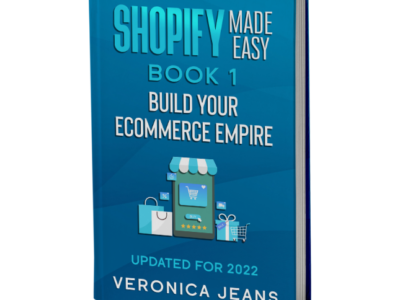 SHOPIFY MADE EASY
BOOK 1
BUILD YOUR
ECOMMERCE EMPIRE
UPDATED FOR 2022
VERONICA JEANS